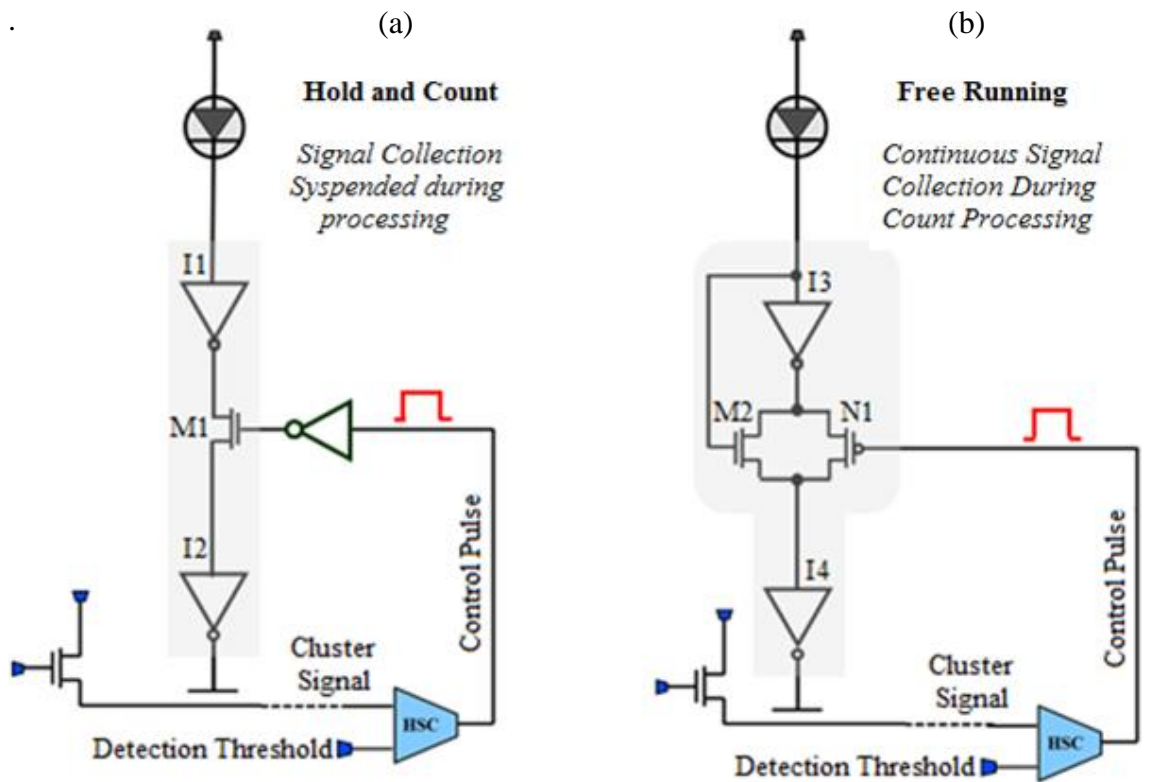 .
(a)
Hold and Count
Signal Collection
Syspended during
processing
I1
M1
I2
Control Pulse
Cluster
Signal
HSC
Detection Threshold
(b)
Free Running
Continuous Signal
Collection During
Count Processing
I3
M2
N1
I4
Control Pulse
Cluster
Signal
HSC
Detection Threshold